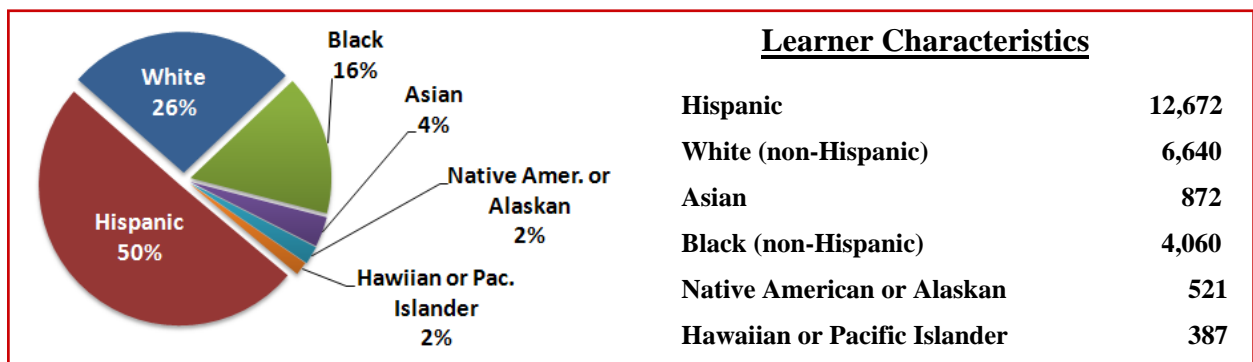 White
26%
Black
16%
Asian
4%
Native Amer. or
Alaskan
2%
Hawiian or Pac.
Islander
2%
Hispanic
50%
Learner Characteristics
Hispanic 12,672
White (non-Hispanic) 6,640
Asian 872
Black (non-Hispanic) 4,060
Native American or Alaskan 521
Hawaiian or Pacific Islander 387